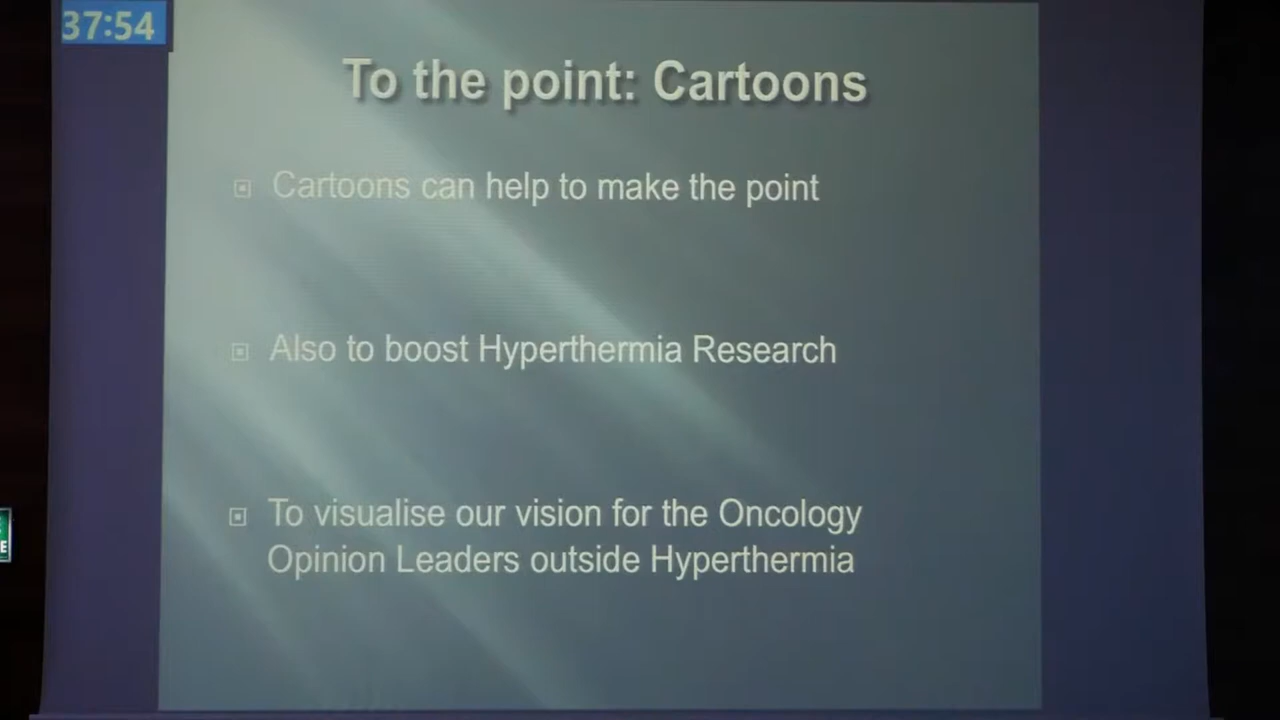 37:54
To the point: Cartoons
Cartoons can help to make the point
Also to boost Hyperthermia Research
To visualise our vision for the Oncology
Opinion Leaders outside Hyperthermia